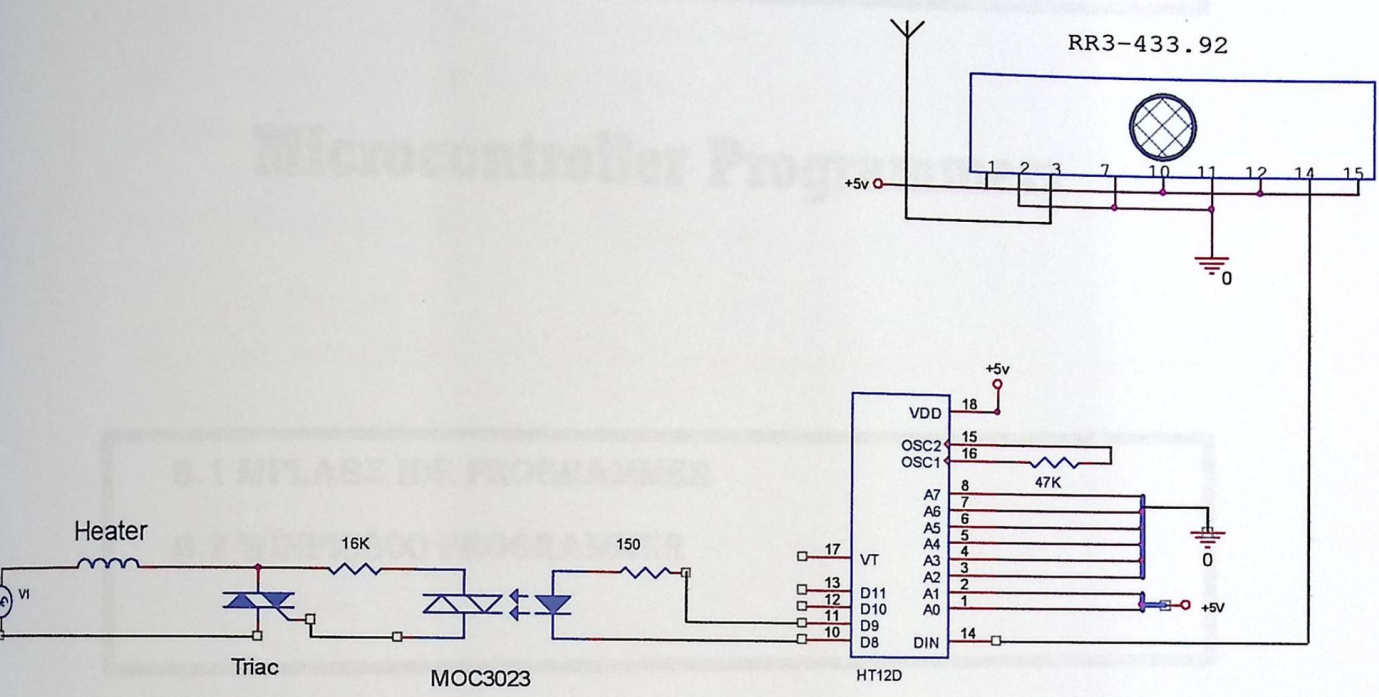 RR3-433.92
1 2 3 7 10 11 12 14 15
+5v
0
+5v
VDD 18
OSC2 15
OSC1 16
47K
A7 8
A6 7
A5 6
A4 5
A3 4
A2 3
A1 2
A0 1
0
+5V
17 VT
13 D11
12 D10
11 D9
10 D8
DIN 14
HT12D
Heater
16K
150
V1
Triac
MOC3023
Microcontroller Programmer